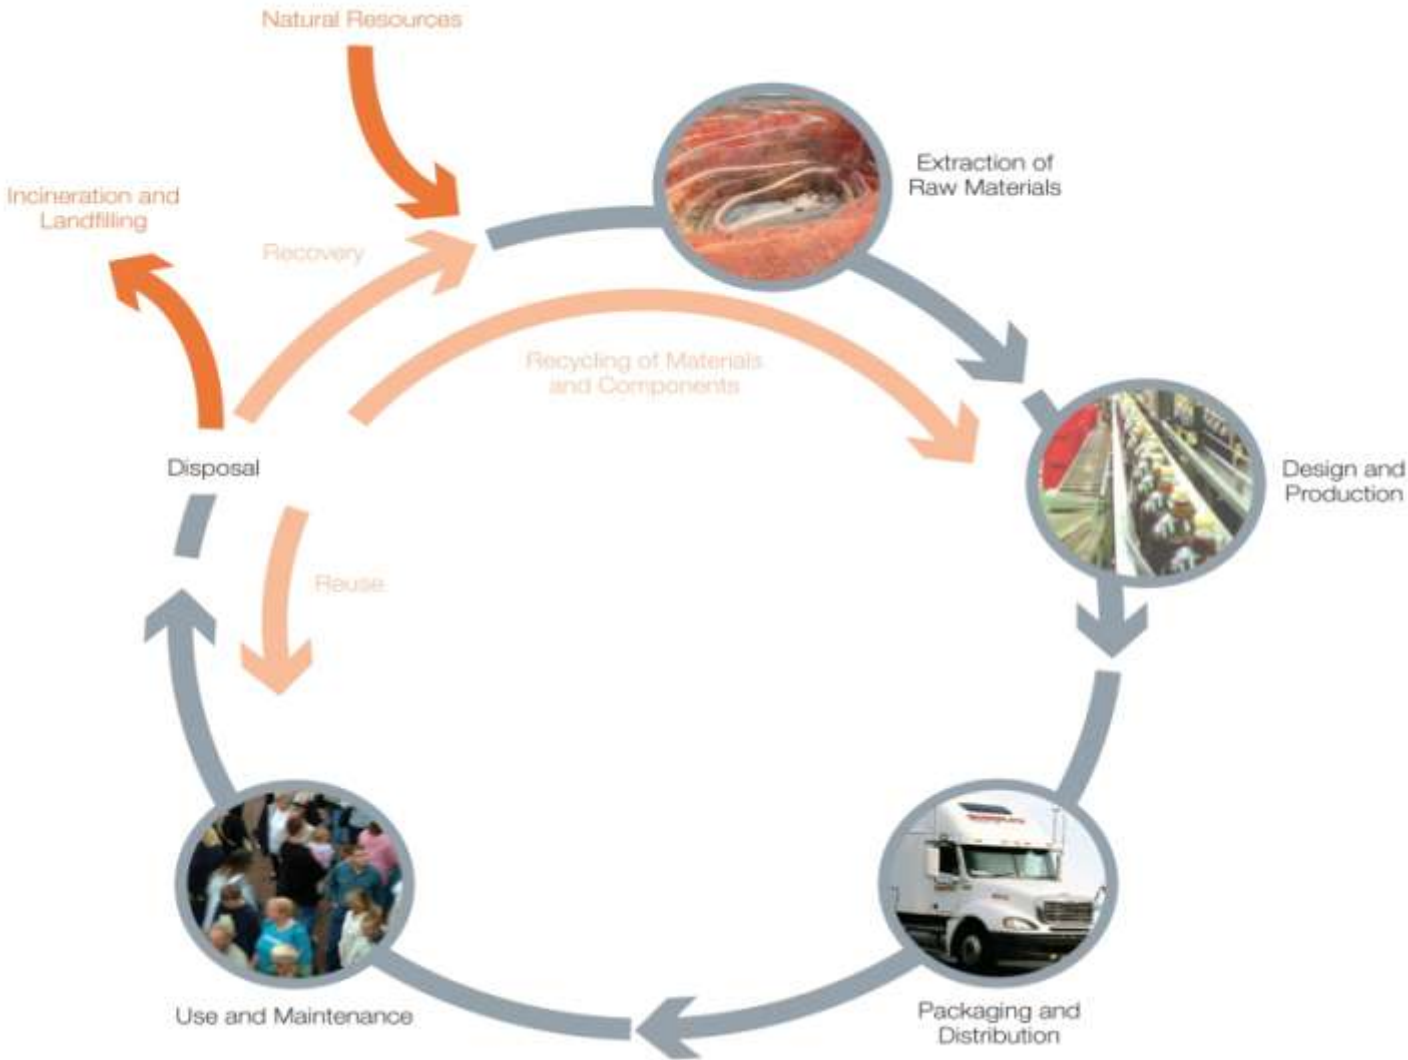 Natural Resources
Extraction of
Raw Materials
Incineration and
Landfilling
Recovery
Recycling of Materials
and Components
Disposal
Design and
Production
Reuse
Use and Maintenance
Packaging and
Distribution